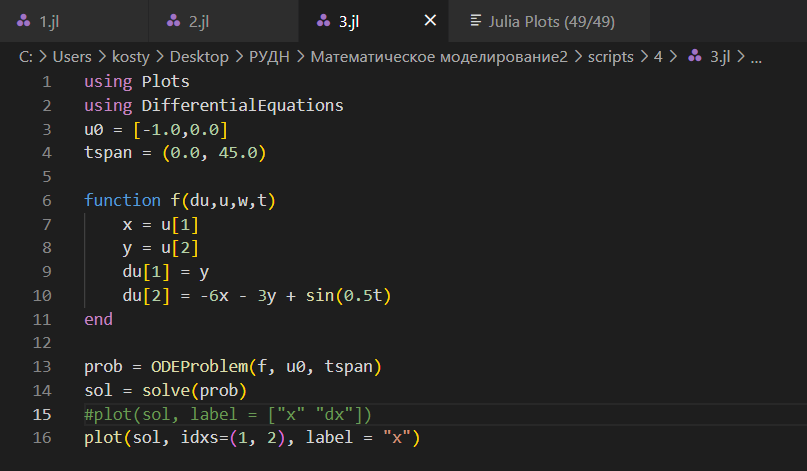 1.jl 2.jl 3.jl × Julia Plots (49/49)
C: > Users > kosty > Desktop > РУДН > Математическое моделирование2 > scripts > 4 > 3.jl > ...
1 using Plots
2 using DifferentialEquations
3 u0 = [-1.0,0.0]
4 tspan = (0.0, 45.0)
5
6 function f(du,u,w,t)
7     x = u[1]
8     y = u[2]
9     du[1] = y
10     du[2] = -6x - 3y + sin(0.5t)
11 end
12
13 prob = ODEProblem(f, u0, tspan)
14 sol = solve(prob)
15 #plot(sol, label = ["x" "dx"])
16 plot(sol, idxs=(1, 2), label = "x")